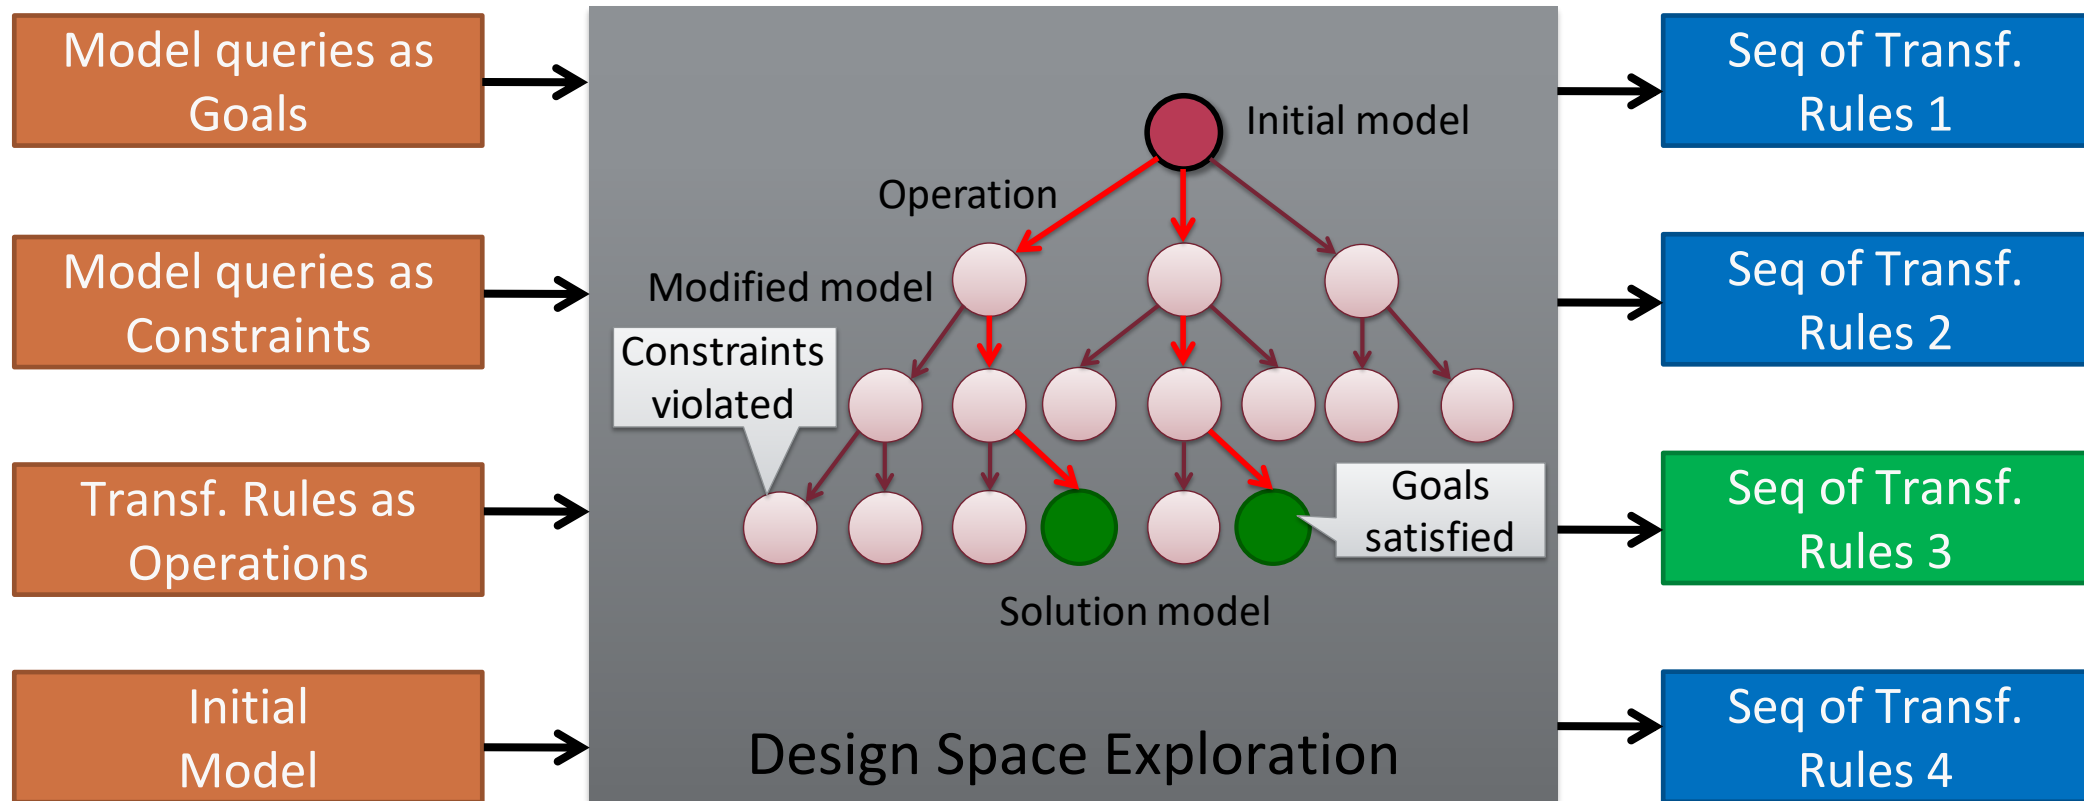 Model queries as
Goals
Model queries as
Constraints
Transf. Rules as
Operations
Initial
Model
Initial model
Operation
Modified model
Constraints
violated
Goals
satisfied
Solution model
Design Space Exploration
Seq of Transf.
Rules 1
Seq of Transf.
Rules 2
Seq of Transf.
Rules 3
Seq of Transf.
Rules 4